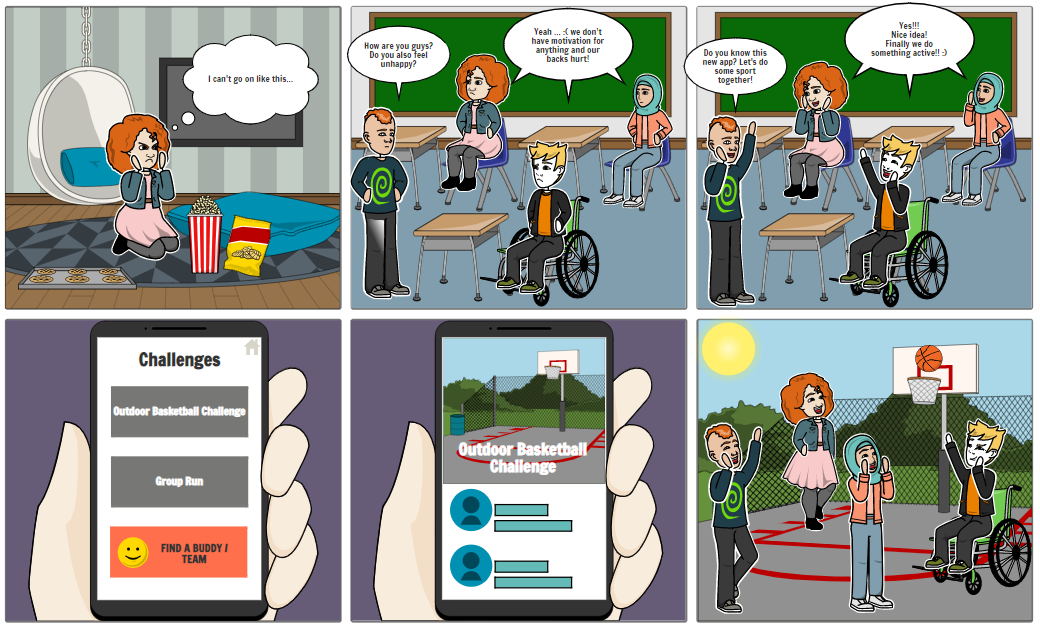 I can't go on like this...
How are you guys?
Do you also feel
unhappy?
Yeah ... :( we don't
have motivation for
anything and our
backs hurt!
Do you know this
new app? Let's do
some sport
together!
Yes!!!
Nice idea!
Finally we do
something active!! :)
Challenges
Outdoor Basketball Challenge
Group Run
FIND A BUDDY /
TEAM
Outdoor Basketball
Challenge